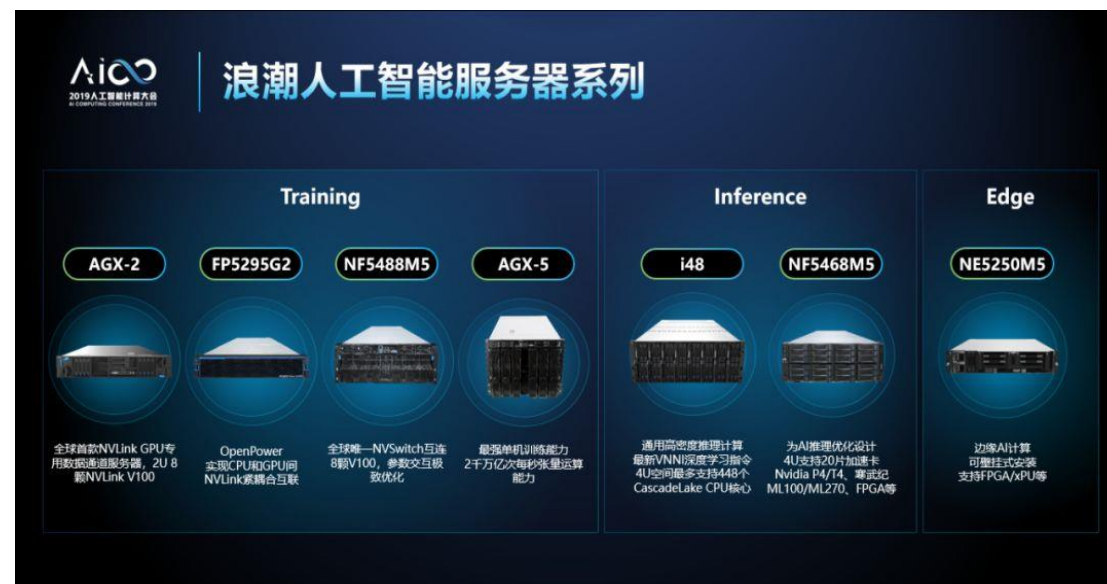 AICC
2019人工智能计算大会
AI COMPUTING CONFERENCE 2019
浪潮人工智能服务器系列
Training
AGX-2
FP5295G2
NF5488M5
AGX-5
全球首款NVLink GPU专
用数据通道服务器，2U 8
颗NVLink V100
OpenPower
实现CPU和GPU间
NVLink紧耦合互联
全球唯一NVSwitch互连
8颗V100，参数交互极
致优化
最强单机训练能力
2千万亿次每秒张量运算
能力
Inference
i48
NF5468M5
通用高密度推理计算
最新VNNI深度学习指令
4U空间最多支持448个
CascadeLake CPU核心
为AI推理优化设计
4U支持20片加速卡
Nvidia P4/T4、寒武纪
ML100/ML270、FPGA等
Edge
NE5250M5
边缘AI计算
可壁挂式安装
支持FPGA/xPU等